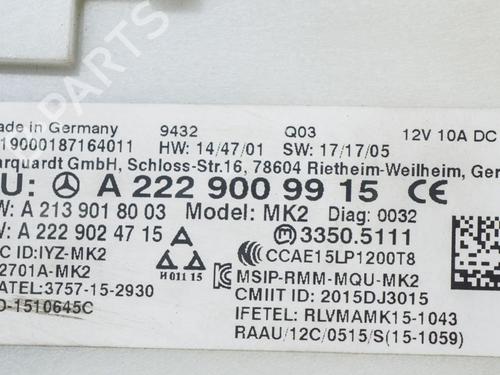 ade in Germany 9432 Q03 12V 10A DC
19000187164011 HW: 14/47/01 SW: 17/17/05
arquardt GmbH, Schloss-Str.16, 78604 Rietheim-Weilheim, Ger
U: A 222 900 99 15 CE
W: A 213 901 80 03 Model: MK2 Diag: 0032
W: A 222 902 47 15 A M 3350.5111
C ID:IYZ-MK2 H 011 15 CCC CCAE15LP1200T8
2701A-MK2 MSIP-RMM-MQU-MK2
ATEL:3757-15-2930 CMIIT ID: 2015DJ3015
D-1510645C IFETEL: RLVMAMK15-1043
RAAU/12C/0515/S(15-1059)
B-PARTS